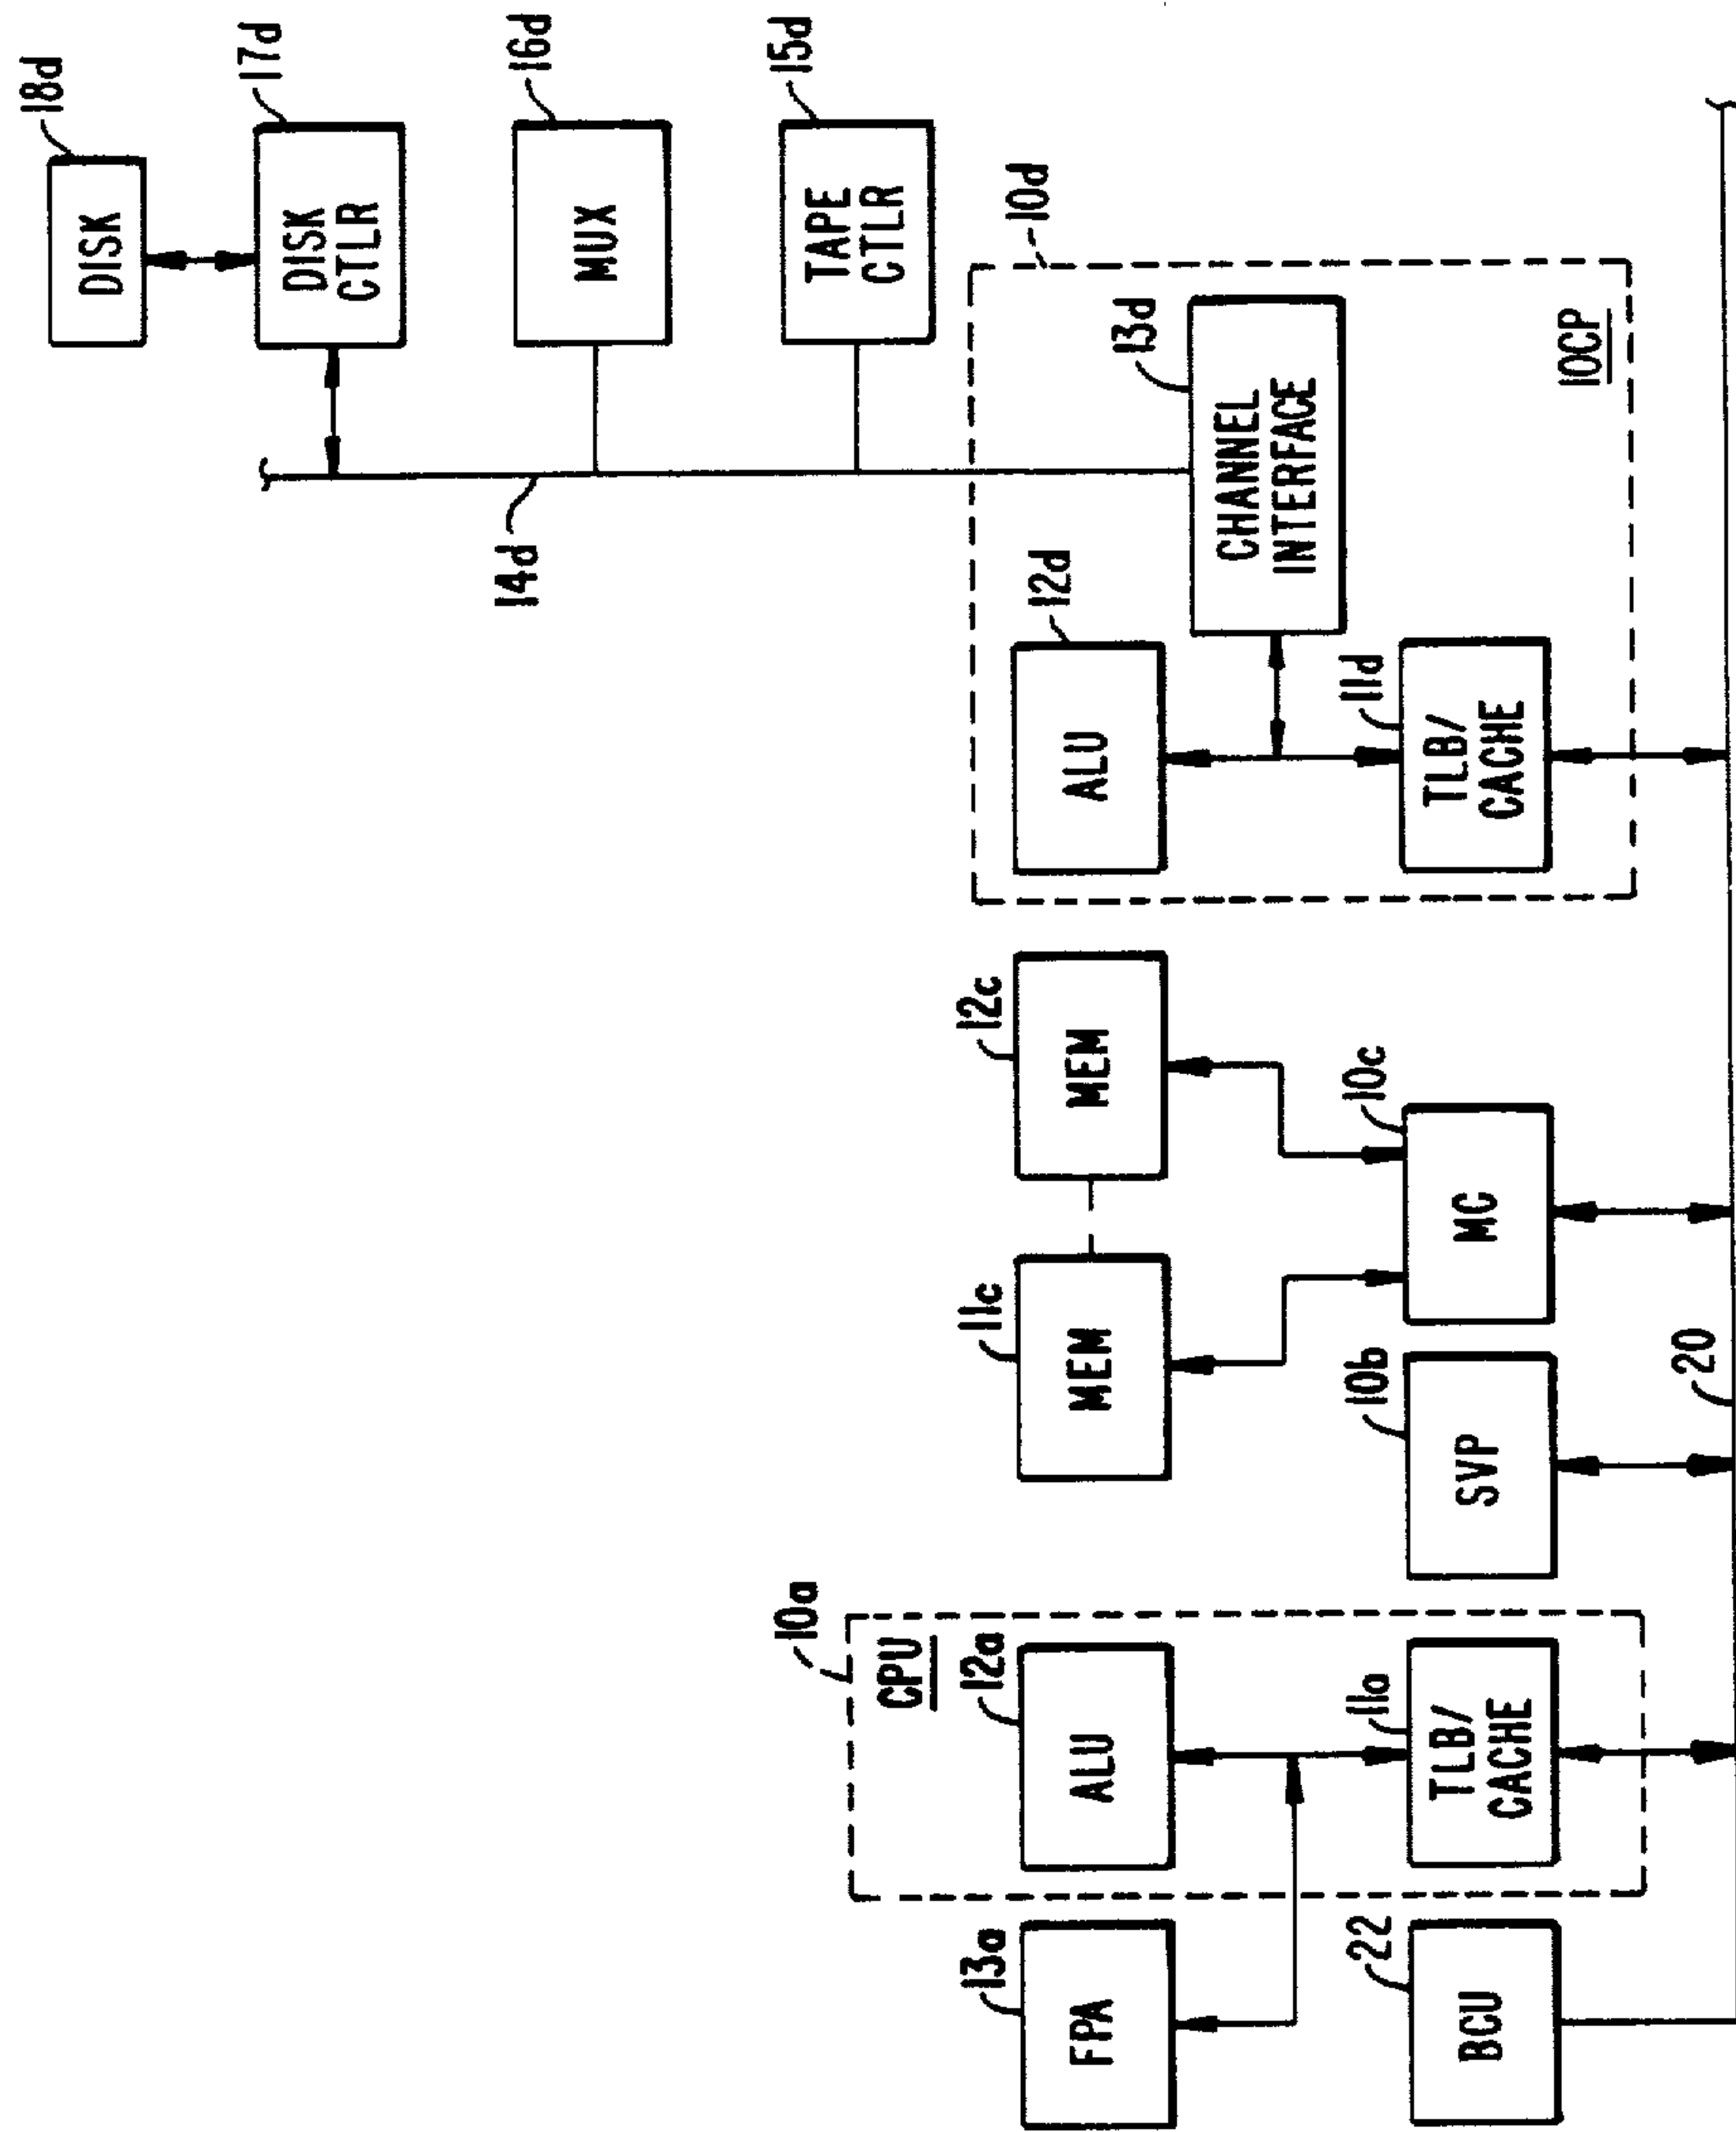 18d
DISK
17d
DISK
CTLR
16d
MUX
15d
TAPE
CTLR
14d
10d
12d
ALU
13d
CHANNEL
INTERFACE
11d
TLB/
CACHE
IOCP
12c
MEM
11c
MEM
10c
MC
10b
SVP
20
10a
CPU
12a
ALU
11a
TLB/
CACHE
13a
FPA
22
BCU